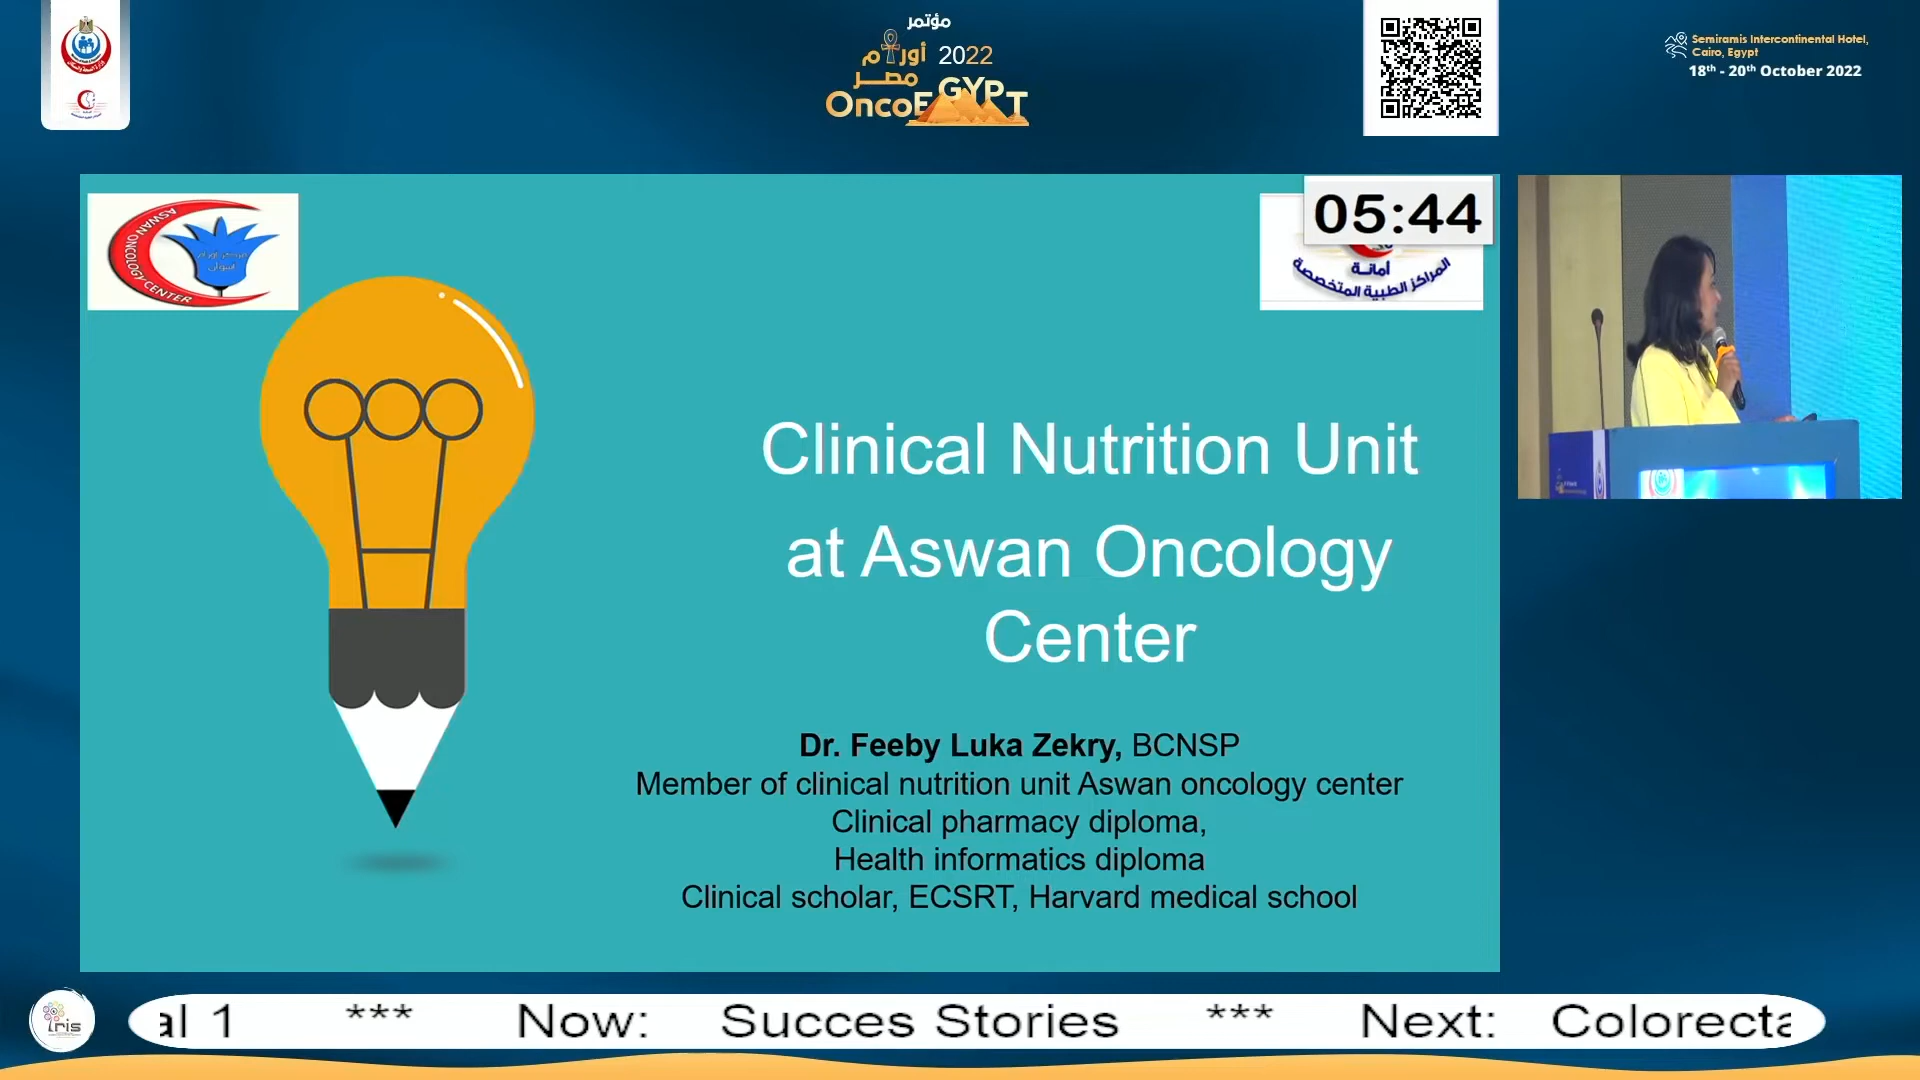 مؤتمر
أورام 2022
مصر
OncoEGYPT
Semiramis Intercontinental Hotel,
Cairo, Egypt
18th - 20th October 2022
ASWAN ONCOLOGY CENTER
مركز أورام
أسوان
05:44
أمانة
المراكز الطبية المتخصصة
Clinical Nutrition Unit
at Aswan Oncology
Center
Dr. Feeby Luka Zekry, BCNSP
Member of clinical nutrition unit Aswan oncology center
Clinical pharmacy diploma,
Health informatics diploma
Clinical scholar, ECSRT, Harvard medical school
iris
al 1 *** Now: Succes Stories *** Next: Colorecta